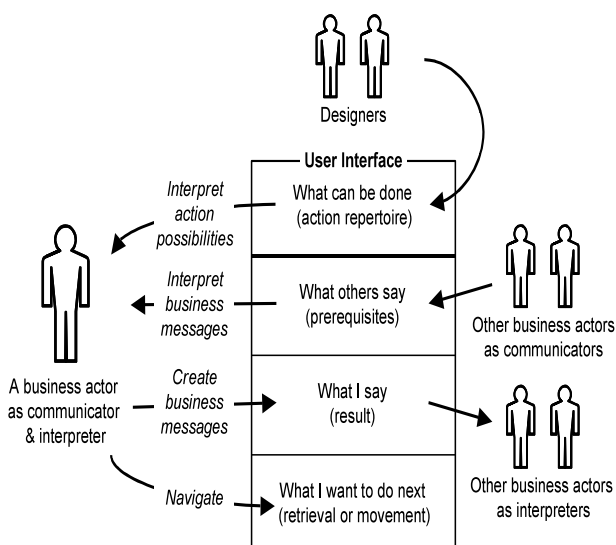 Designers
User Interface
Interpret
action
possibilities
What can be done
(action repertoire)
Interpret
business
messages
What others say
(prerequisites)
Other business actors
as communicators
A business actor
as communicator
& interpreter
Create
business
messages
What I say
(result)
Other business actors
as interpreters
Navigate
What I want to do next
(retrieval or movement)